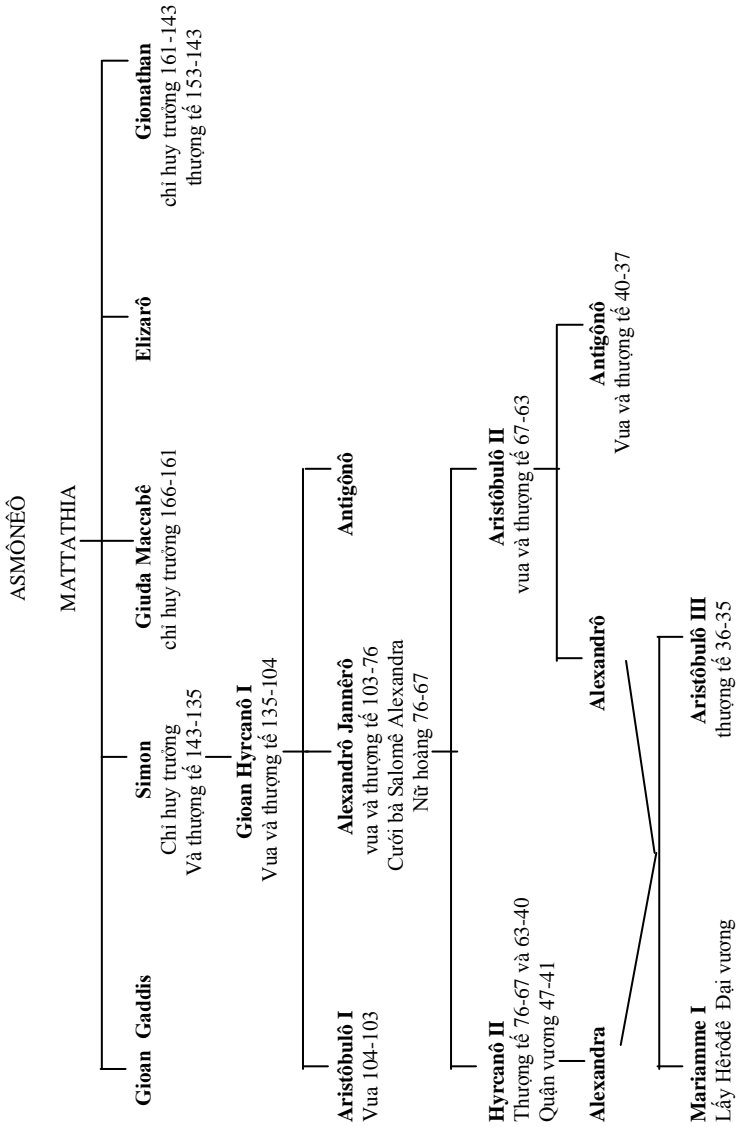 ASMÔNÊÔ
MATTATHIA
Gioan Gaddis
Simon
Chỉ huy trưởng
Và thượng tế 143-135
Giuđa Maccabê
chỉ huy trưởng 166-161
Elizarô
Gionathan
chỉ huy trưởng 161-143
thượng tế 153-143
Gioan Hyrcanô I
Vua và thượng tế 135-104
Aristôbulô I
Vua 104-103
Alexandrô Jannêrô
vua và thượng tế 103-76
Cưới bà Salomê Alexandra
Nữ hoàng 76-67
Antigônô
Hyrcanô II
Thượng tế 76-67 và 63-40
Quận vương 47-41
Aristôbulô II
vua và thượng tế 67-63
Alexandra
Alexandrô
Antigônô
Vua và thượng tế 40-37
Mariamme I
Lấy Hêrôđê Đại vương
Aristôbulô III
thượng tế 36-35